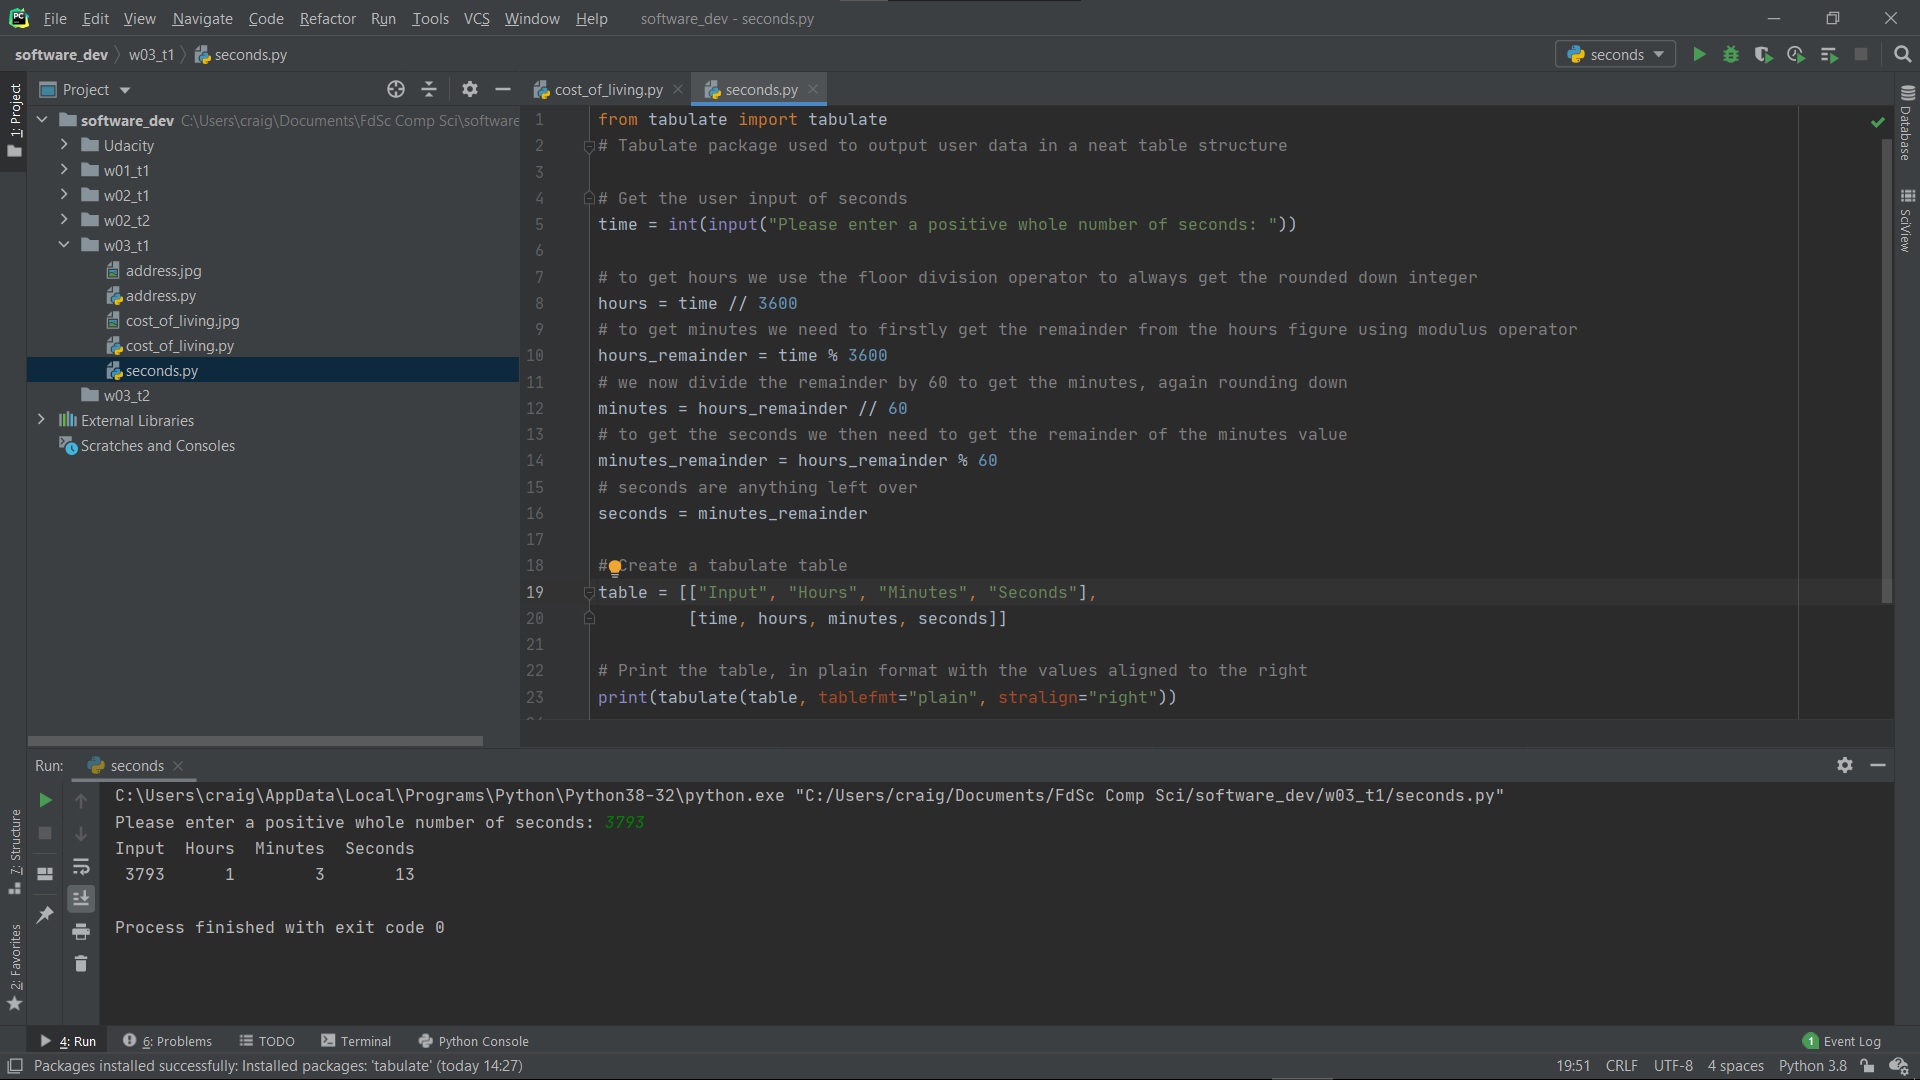 File Edit View Navigate Code Refactor Run Tools VCS Window Help software_dev - seconds.py
software_dev w03_t1 seconds.py seconds
1: Project
Project
software_dev C:\Users\craig\Documents\FdSc Comp Sci\software
Udacity
w01_t1
w02_t1
w02_t2
w03_t1
address.jpg
address.py
cost_of_living.jpg
cost_of_living.py
seconds.py
w03_t2
External Libraries
Scratches and Consoles
cost_of_living.py seconds.py
1 from tabulate import tabulate
2 # Tabulate package used to output user data in a neat table structure
3
4 # Get the user input of seconds
5 time = int(input("Please enter a positive whole number of seconds: "))
6
7 # to get hours we use the floor division operator to always get the rounded down integer
8 hours = time // 3600
9 # to get minutes we need to firstly get the remainder from the hours figure using modulus operator
10 hours_remainder = time % 3600
11 # we now divide the remainder by 60 to get the minutes, again rounding down
12 minutes = hours_remainder // 60
13 # to get the seconds we then need to get the remainder of the minutes value
14 minutes_remainder = hours_remainder % 60
15 # seconds are anything left over
16 seconds = minutes_remainder
17
18 # Create a tabulate table
19 table = [["Input", "Hours", "Minutes", "Seconds"],
20 [time, hours, minutes, seconds]]
21
22 # Print the table, in plain format with the values aligned to the right
23 print(tabulate(table, tablefmt="plain", stralign="right"))
Database
SciView
Run: seconds
C:\Users\craig\AppData\Local\Programs\Python\Python38-32\python.exe "C:/Users/craig/Documents/FdSc Comp Sci/software_dev/w03_t1/seconds.py"
Please enter a positive whole number of seconds: 3793
Input Hours Minutes Seconds
3793 1 3 13
Process finished with exit code 0
7: Structure
2: Favorites
4: Run 6: Problems TODO Terminal Python Console 1 Event Log
Packages installed successfully: Installed packages: 'tabulate' (today 14:27) 19:51 CRLF UTF-8 4 spaces Python 3.8